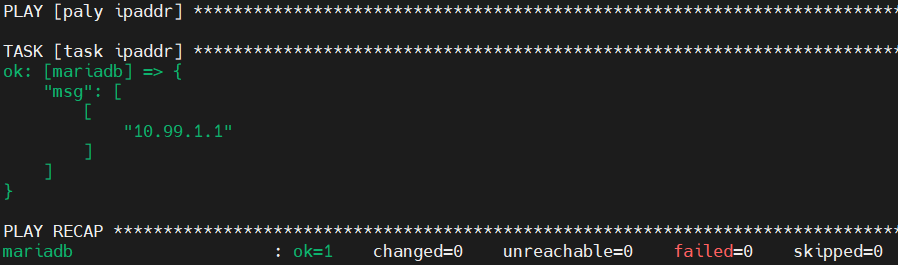 PLAY [paly ipaddr] ********************************************************************************
TASK [task ipaddr] ********************************************************************************
ok: [mariadb] => {
    "msg": [
        [
            "10.99.1.1"
        ]
    ]
}
PLAY RECAP ****************************************************************************************
mariadb                    : ok=1    changed=0    unreachable=0    failed=0    skipped=0